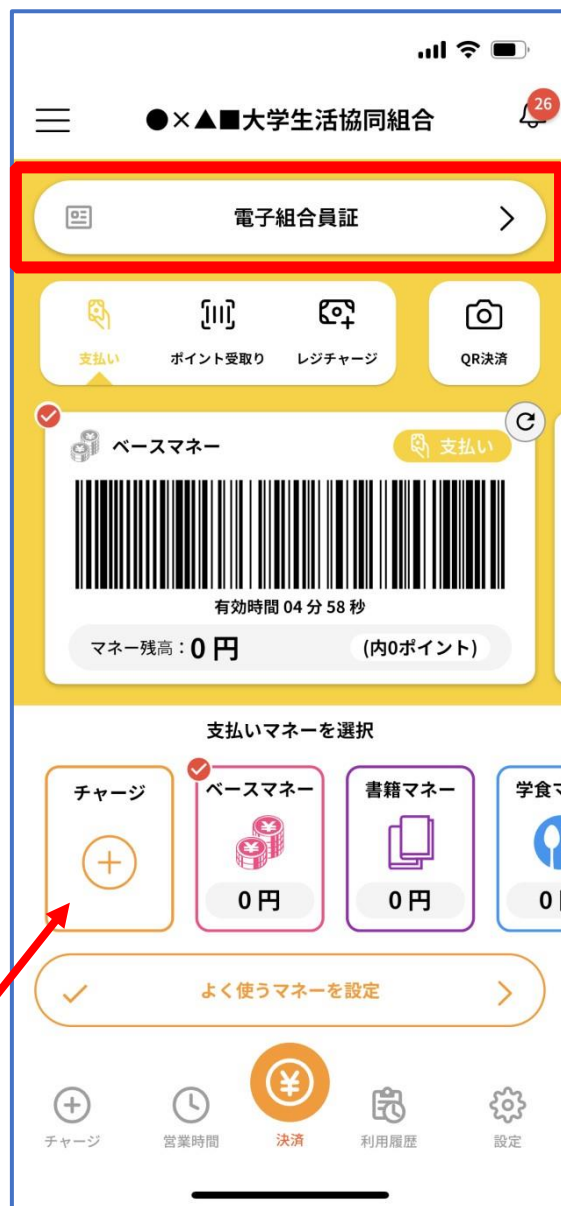 ●×▲■大学生活協同組合
26
電子組合員証
支払い
ポイント受取り
レジチャージ
QR決済
ベースマネー
支払い
有効時間 04 分 58 秒
マネー残高：0 円
(内0ポイント)
支払いマネーを選択
チャージ
ベースマネー
0 円
書籍マネー
0 円
学食マ
0
よく使うマネーを設定
チャージ
営業時間
決済
利用履歴
設定